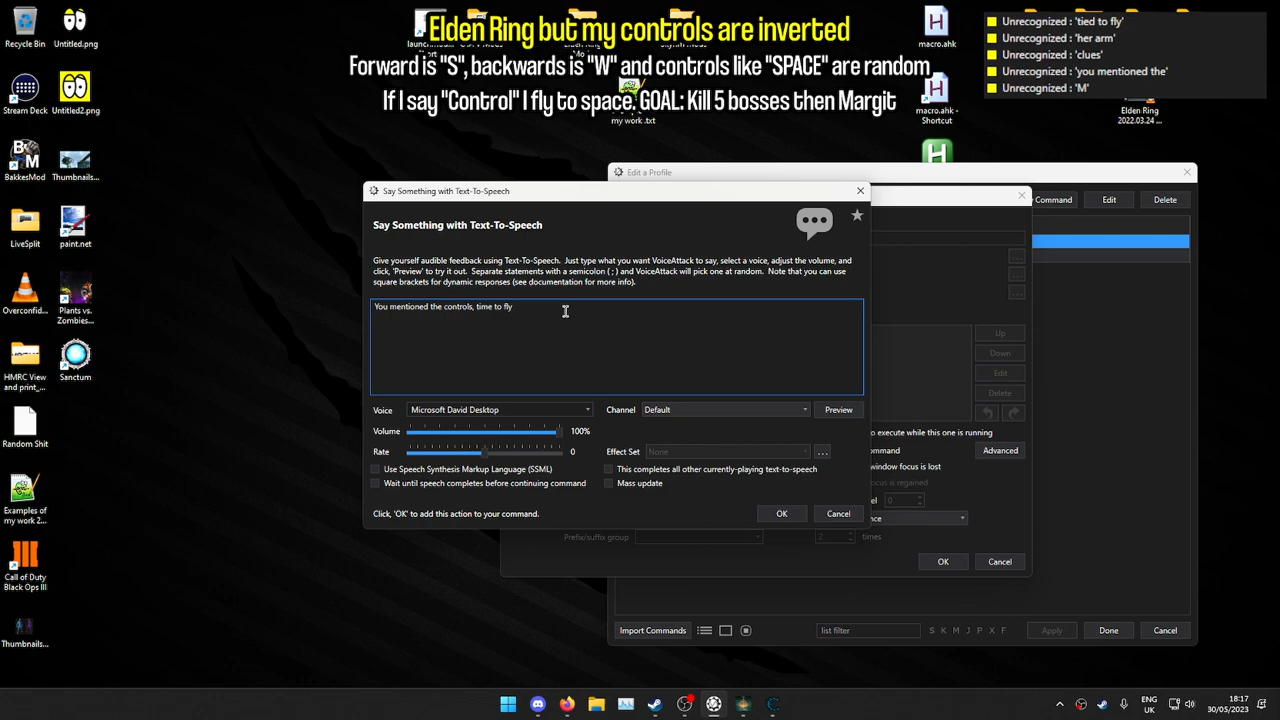 Elden Ring but my controls are inverted
Forward is "S", backwards is "W" and controls like "SPACE" are random
If I say "Control" I fly to space. GOAL: Kill 5 bosses then Margit
Unrecognized : 'tied to fly'
Unrecognized : 'her arm'
Unrecognized : 'clues'
Unrecognized : 'you mentioned the'
Unrecognized : 'M'
Recycle Bin
Untitled.png
Stream Deck
Untitled2.png
BakkesMod
Thumbnails...
LiveSplit
paint.net
Overconfid...
Plants vs.
Zombies...
HMRC View
and print_...
Sanctum
Random Shit
Examples of
my work 2...
Call of Duty
Black Ops III
Thumbnails...
my work .txt
macro.ahk
macro.ahk -
Shortcut
Elden Ring
2022.03.24 ...
Edit a Profile
Command
Edit
Delete
Say Something with Text-To-Speech
Say Something with Text-To-Speech
Give yourself audible feedback using Text-To-Speech. Just type what you want VoiceAttack to say, select a voice, adjust the volume, and
click, 'Preview' to try it out. Separate statements with a semicolon ( ; ) and VoiceAttack will pick one at random. Note that you can use
square brackets for dynamic responses (see documentation for more info).
You mentioned the controls, time to fly
Voice
Microsoft David Desktop
Channel
Default
Preview
Volume
100%
Rate
0
Effect Set
None
...
Use Speech Synthesis Markup Language (SSML)
This completes all other currently-playing text-to-speech
Wait until speech completes before continuing command
Mass update
Click, 'OK' to add this action to your command.
OK
Cancel
Up
Down
Edit
Delete
to execute while this one is running
Advanced
window focus is lost
ocus is regained
0
Prefix/suffix group
2
times
OK
Cancel
Import Commands
list filter
S K M J P X F
Apply
Done
Cancel
ENG
UK
18:17
30/05/2023